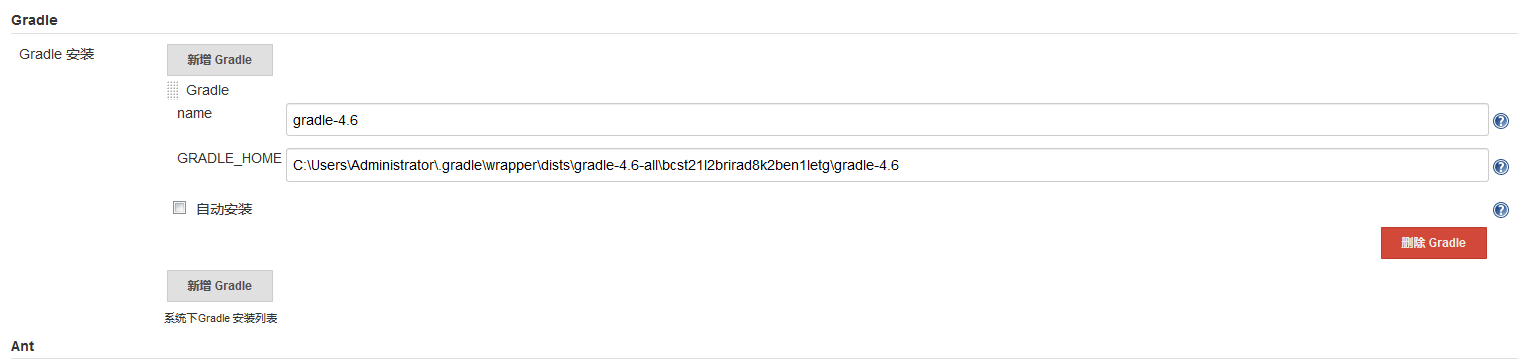 Gradle
Gradle 安装
新增 Gradle
Gradle
name
gradle-4.6
GRADLE_HOME
C:\Users\Administrator\.gradle\wrapper\dists\gradle-4.6-all\bcst21l2brirad8k2ben1letg\gradle-4.6
自动安装
删除 Gradle
新增 Gradle
系统下Gradle 安装列表
Ant